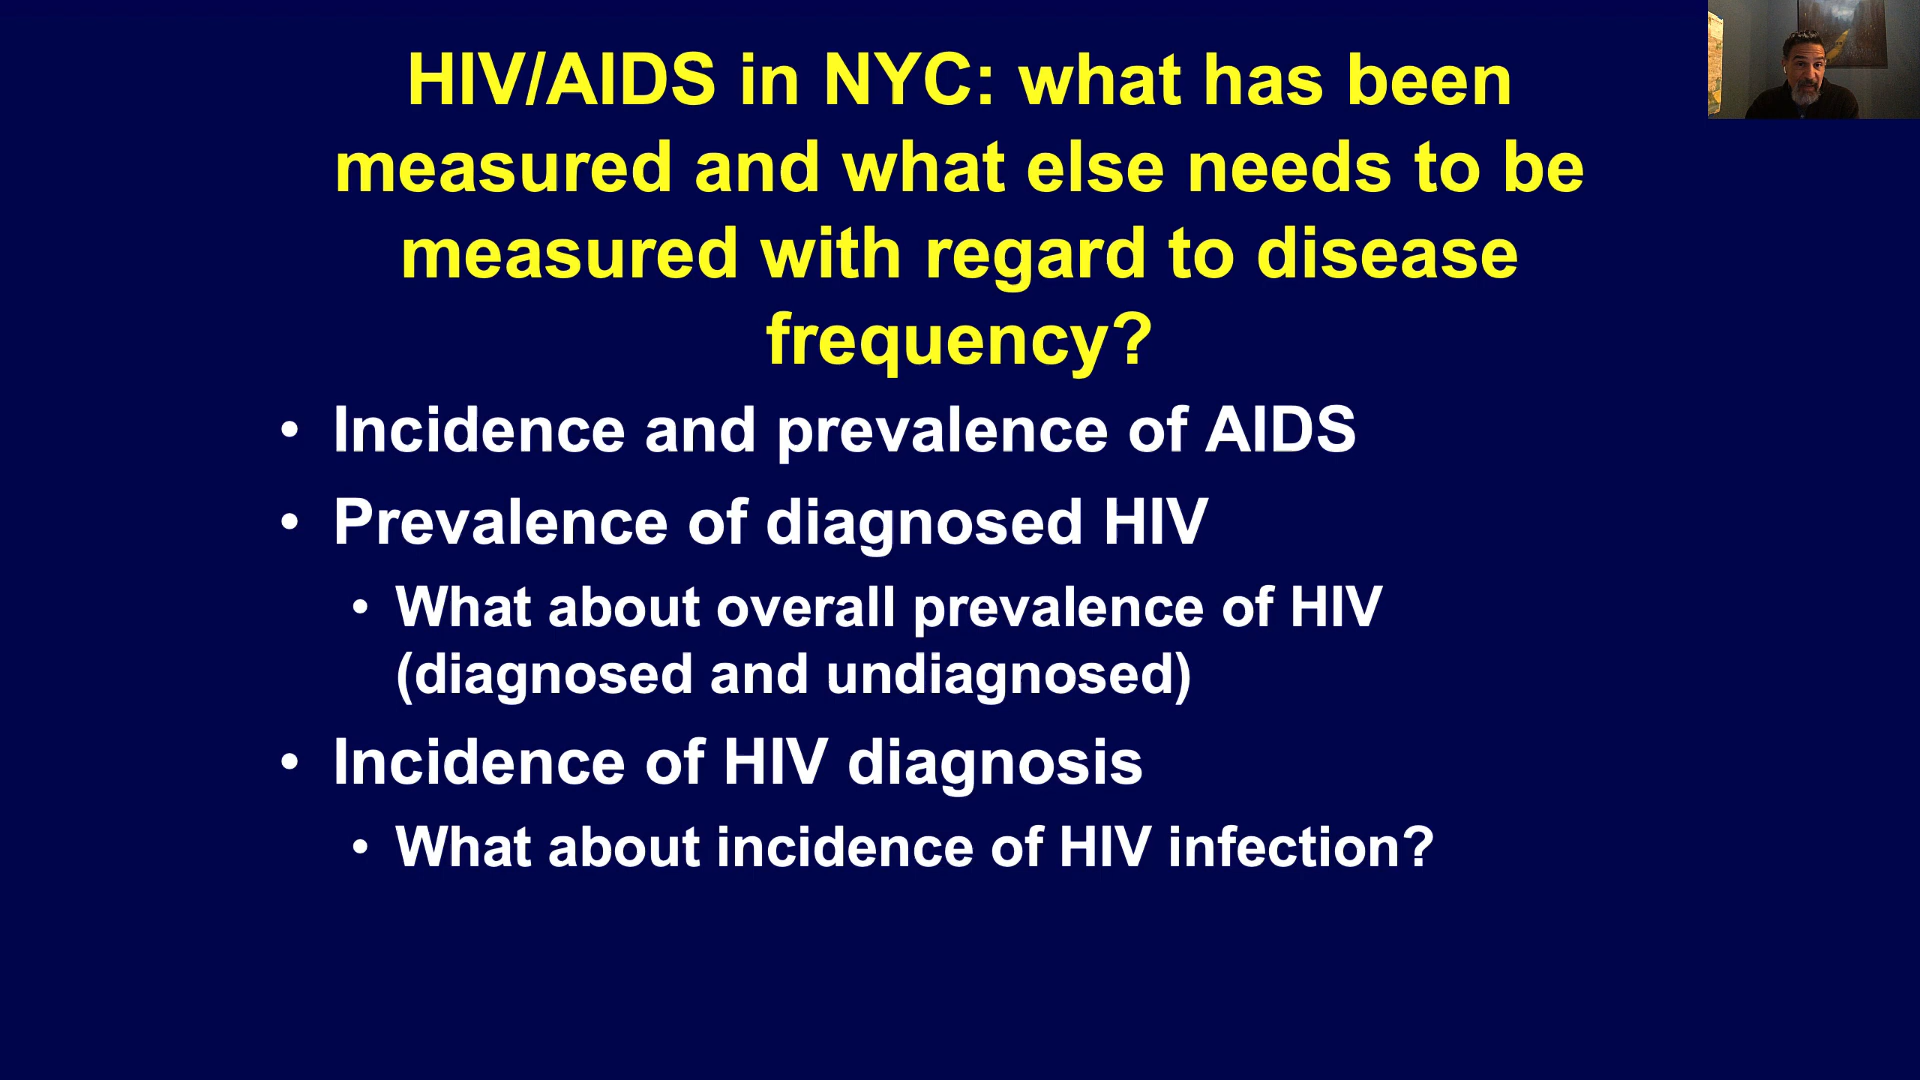 HIV/AIDS in NYC: what has been
measured and what else needs to be
measured with regard to disease
frequency?
• Incidence and prevalence of AIDS
• Prevalence of diagnosed HIV
• What about overall prevalence of HIV
(diagnosed and undiagnosed)
• Incidence of HIV diagnosis
• What about incidence of HIV infection?